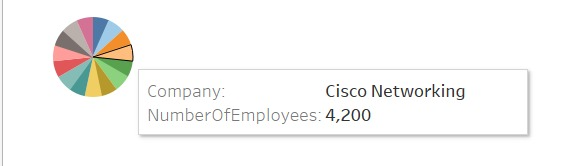 Company: Cisco Networking
NumberOfEmployees: 4,200